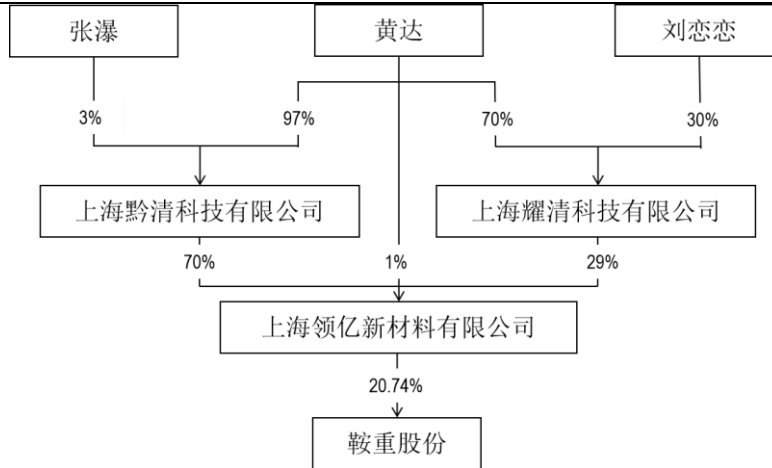 张瀑 黄达 刘恋恋
3% 97% 70% 30%
上海黔清科技有限公司 上海耀清科技有限公司
70% 1% 29%
上海领亿新材料有限公司
20.74%
鞍重股份